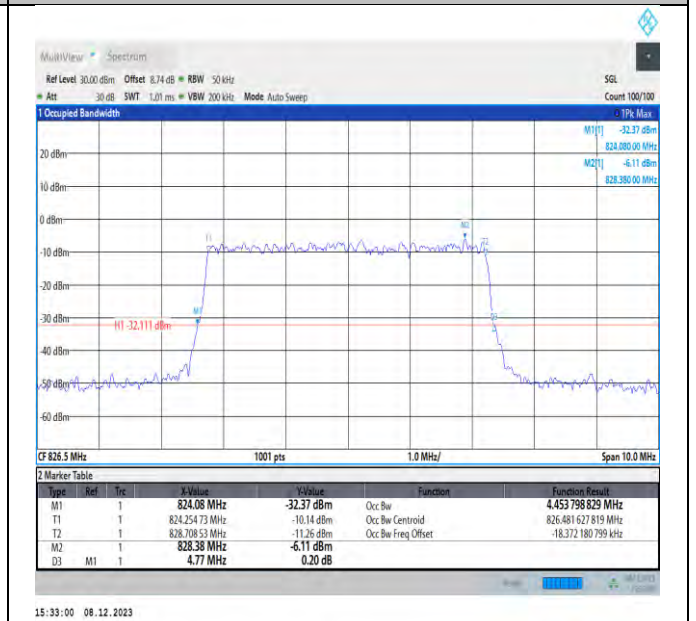 MultiView Spectrum
Ref Level 30.00 dBm Offset 8.74 dB RBW 50 kHz SGL
Att 30 dB SWT 1.01 ms VBW 200 kHz Mode Auto Sweep Count 100/100
1 Occupied Bandwidth 1Pk Max
M1[1] -32.37 dBm
824.080 00 MHz
M2[1] -6.11 dBm
828.380 00 MHz
20 dBm
10 dBm
0 dBm
M2
T1
T2
-10 dBm
-20 dBm
-30 dBm
M1
H1 -32.111 dBm
D3
-40 dBm
-50 dBm
-60 dBm
CF 826.5 MHz 1001 pts 1.0 MHz/ Span 10.0 MHz
2 Marker Table
Type Ref Trc X-Value Y-Value Function Function Result
M1 1 824.08 MHz -32.37 dBm Occ Bw 4.453 798 829 MHz
T1 1 824.254 73 MHz -10.14 dBm Occ Bw Centroid 826.481 627 819 MHz
T2 1 828.708 53 MHz -11.26 dBm Occ Bw Freq Offset -18.372 180 799 kHz
M2 1 828.38 MHz -6.11 dBm
D3 M1 1 4.77 MHz 0.20 dB
15:33:00 08.12.2023